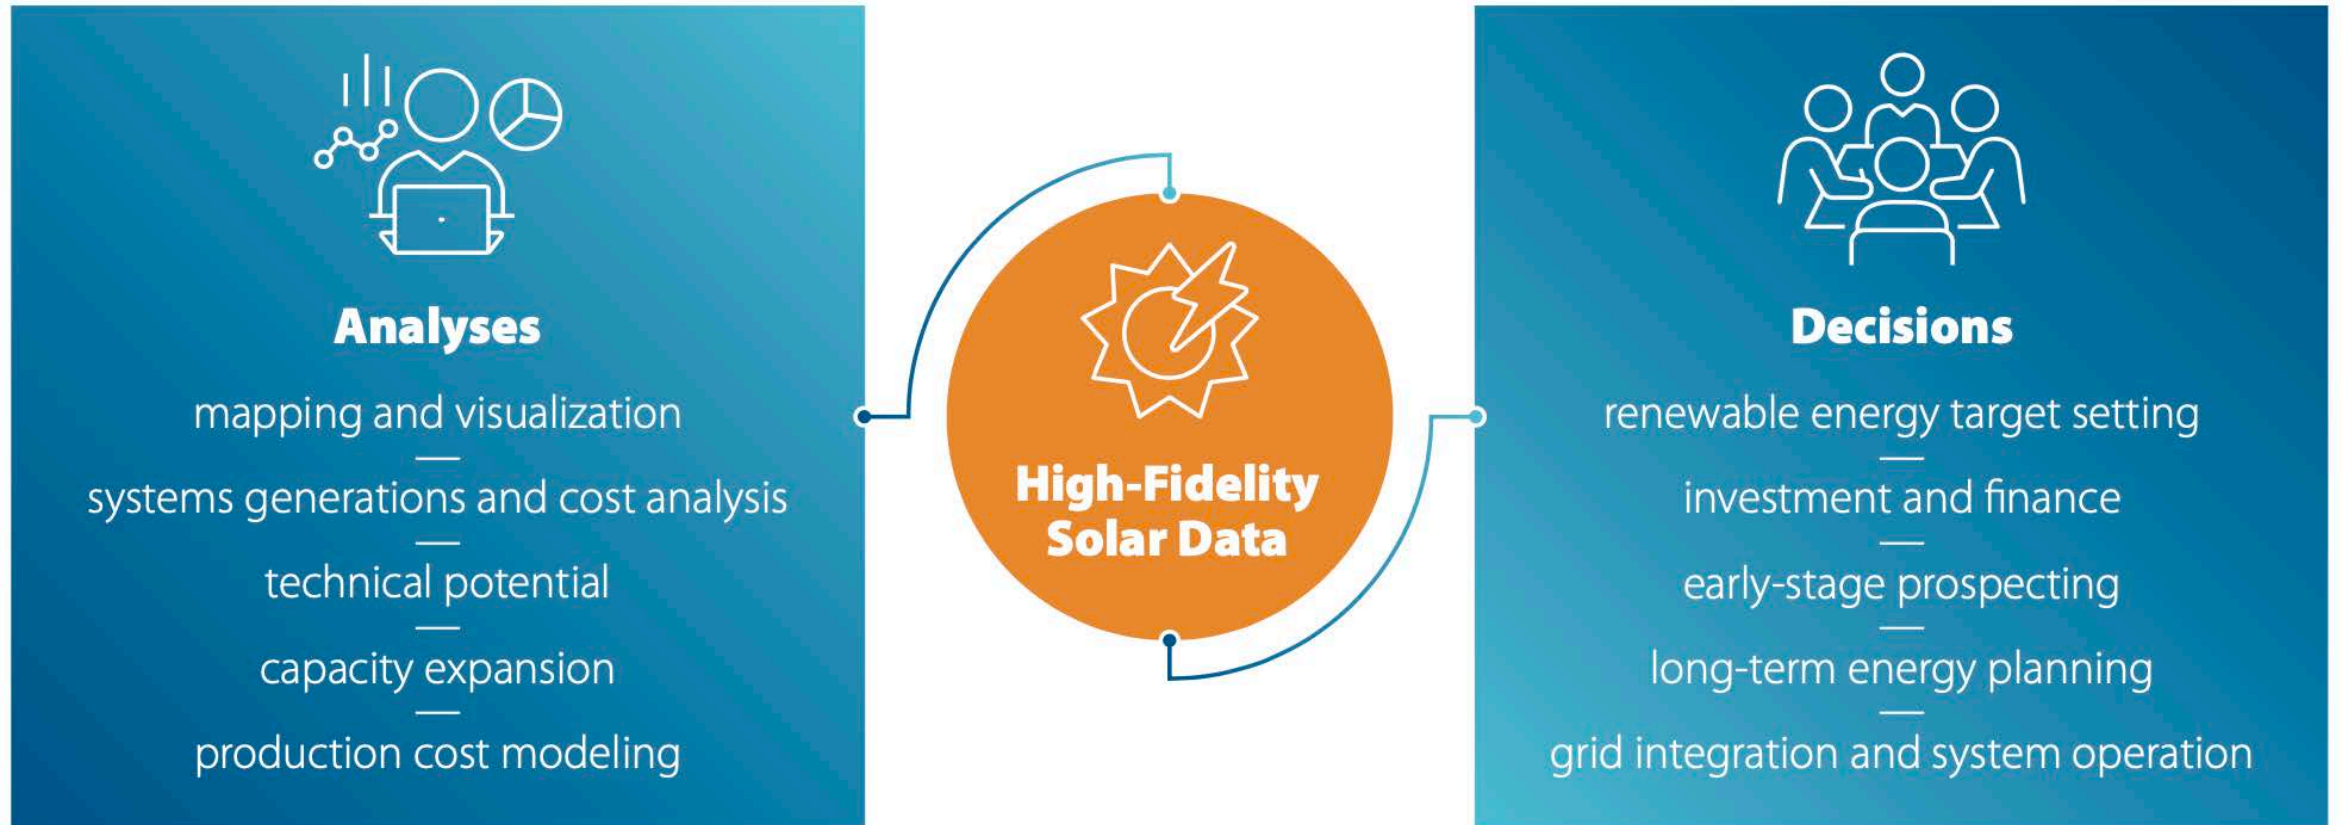 Analyses
mapping and visualization
systems generations and cost analysis
technical potential
capacity expansion
production cost modeling
High-Fidelity
Solar Data
Decisions
renewable energy target setting
investment and finance
early-stage prospecting
long-term energy planning
grid integration and system operation